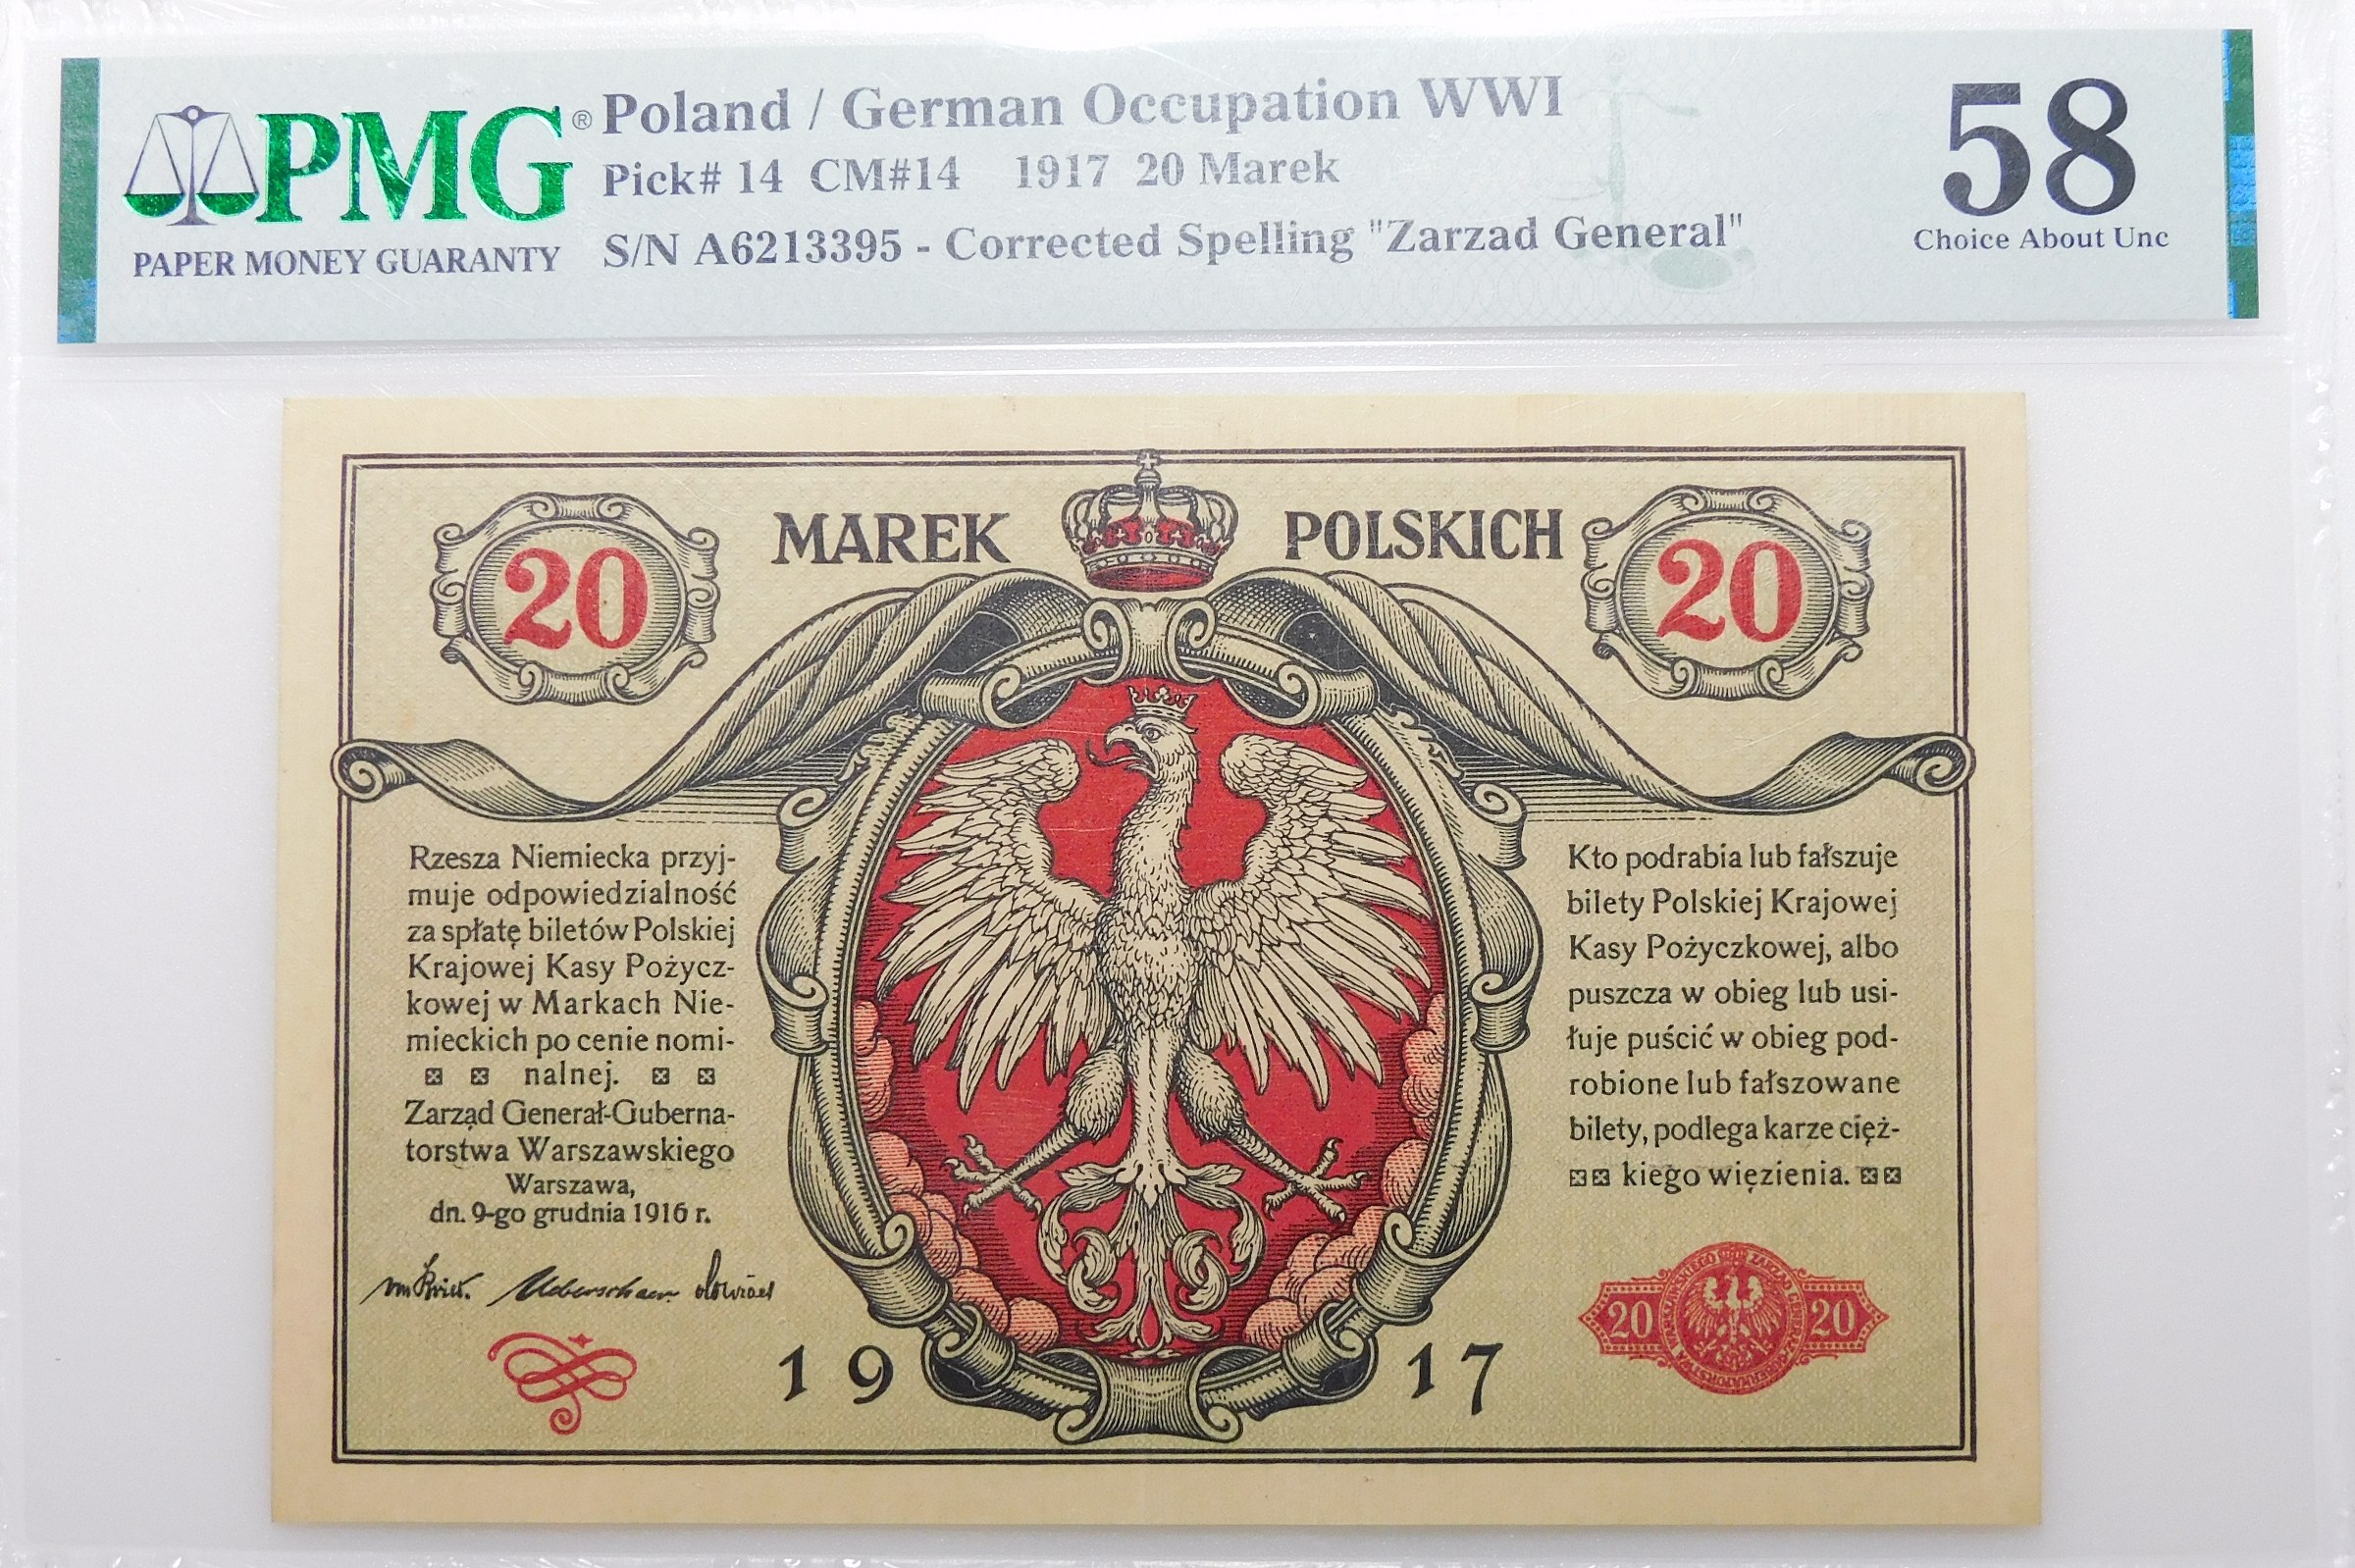 PMG®
PAPER MONEY GUARANTY
Poland / German Occupation WWI
Pick# 14 CM#14 1917 20 Marek
S/N A6213395 - Corrected Spelling "Zarzad General"
58
Choice About Unc
20 MAREK POLSKICH 20
Rzesza Niemiecka przyj-
muje odpowiedzialność
za spłatę biletów Polskiej
Krajowej Kasy Pożycz-
kowej w Markach Nie-
mieckich po cenie nomi-
nalnej.
Zarząd Generał-Guberna-
torstwa Warszawskiego
Warszawa,
dn. 9-go grudnia 1916 r.
Kto podrabia lub fałszuje
bilety Polskiej Krajowej
Kasy Pożyczkowej, albo
puszcza w obieg lub usi-
łuje puścić w obieg pod-
robione lub fałszowane
bilety, podlega karze cięż-
kiego więzienia.
1917
20 20